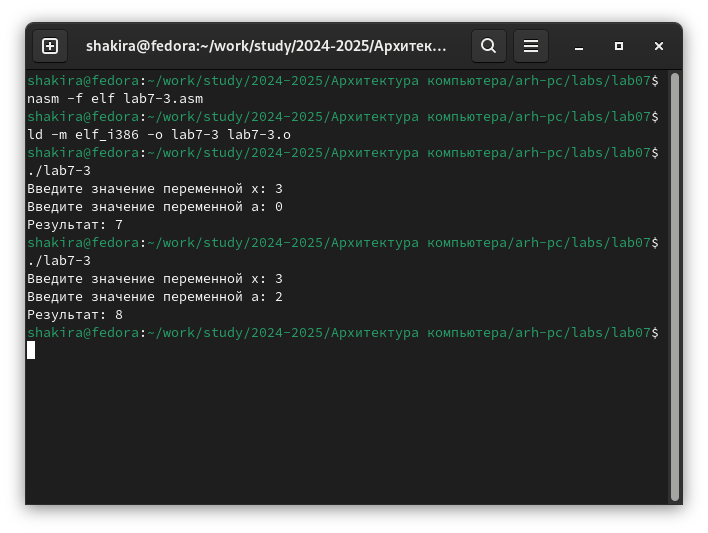 shakira@fedora:~/work/study/2024-2025/Архитек...
shakira@fedora:~/work/study/2024-2025/Архитектура компьютера/arh-pc/labs/lab07$
nasm -f elf lab7-3.asm
shakira@fedora:~/work/study/2024-2025/Архитектура компьютера/arh-pc/labs/lab07$
ld -m elf_i386 -o lab7-3 lab7-3.o
shakira@fedora:~/work/study/2024-2025/Архитектура компьютера/arh-pc/labs/lab07$
./lab7-3
Введите значение переменной x: 3
Введите значение переменной a: 0
Результат: 7
shakira@fedora:~/work/study/2024-2025/Архитектура компьютера/arh-pc/labs/lab07$
./lab7-3
Введите значение переменной x: 3
Введите значение переменной a: 2
Результат: 8
shakira@fedora:~/work/study/2024-2025/Архитектура компьютера/arh-pc/labs/lab07$